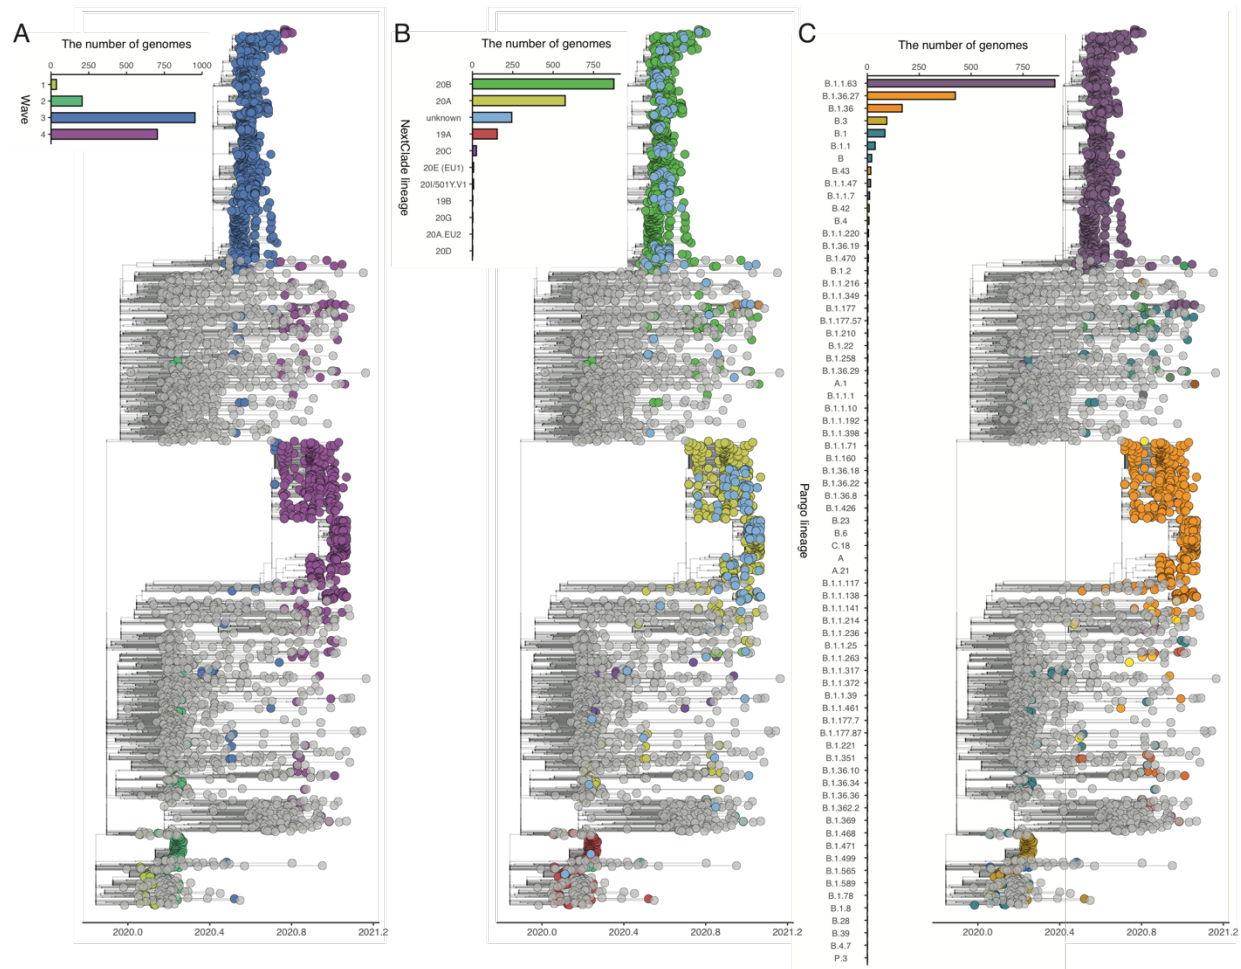 A
The number of genomes
0
250
500
750
1000
Wave
1
2
3
4
2020.0
2020.4
2020.8
2021.2
B
The number of genomes
0
250
500
750
NextClade lineage
20B
20A
unknown
19A
20C
20E (EU1)
20I/501Y.V1
19B
20G
20A.EU2
20D
2020.0
2020.4
2020.8
2021.2
C
The number of genomes
0
250
500
750
Pango lineage
B.1.1.63
B.1.36.27
B.1.36
B.3
B.1
B.1.1
B
B.43
B.1.1.47
B.1.1.7
B.42
B.4
B.1.1.220
B.1.36.19
B.1.470
B.1.2
B.1.1.216
B.1.1.349
B.1.177
B.1.177.57
B.1.210
B.1.22
B.1.258
B.1.36.29
A.1
B.1.1.1
B.1.1.10
B.1.1.192
B.1.1.398
B.1.1.71
B.1.160
B.1.36.18
B.1.36.22
B.1.36.8
B.1.426
B.23
B.6
C.18
A
A.21
B.1.1.117
B.1.1.138
B.1.1.141
B.1.1.214
B.1.1.236
B.1.1.25
B.1.1.263
B.1.1.317
B.1.1.372
B.1.1.39
B.1.1.461
B.1.177.7
B.1.177.87
B.1.221
B.1.351
B.1.36.10
B.1.36.34
B.1.36.36
B.1.362.2
B.1.369
B.1.468
B.1.471
B.1.499
B.1.565
B.1.589
B.1.78
B.1.8
B.28
B.39
B.4.7
P.3
2020.0
2020.4
2020.8
2021.2